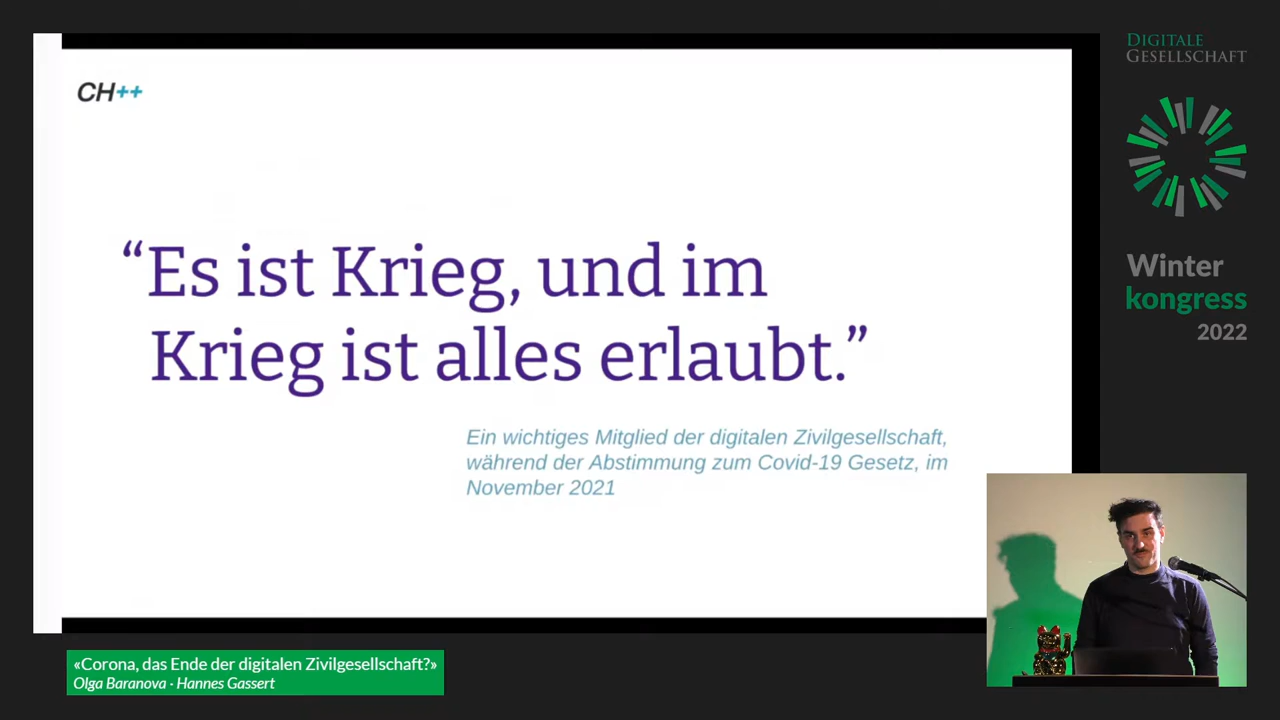 CH++
“Es ist Krieg, und im
Krieg ist alles erlaubt.”
Ein wichtiges Mitglied der digitalen Zivilgesellschaft,
während der Abstimmung zum Covid-19 Gesetz, im
November 2021
DIGITALE
GESELLSCHAFT
Winter
kongress
2022
«Corona, das Ende der digitalen Zivilgesellschaft?»
Olga Baranova · Hannes Gassert